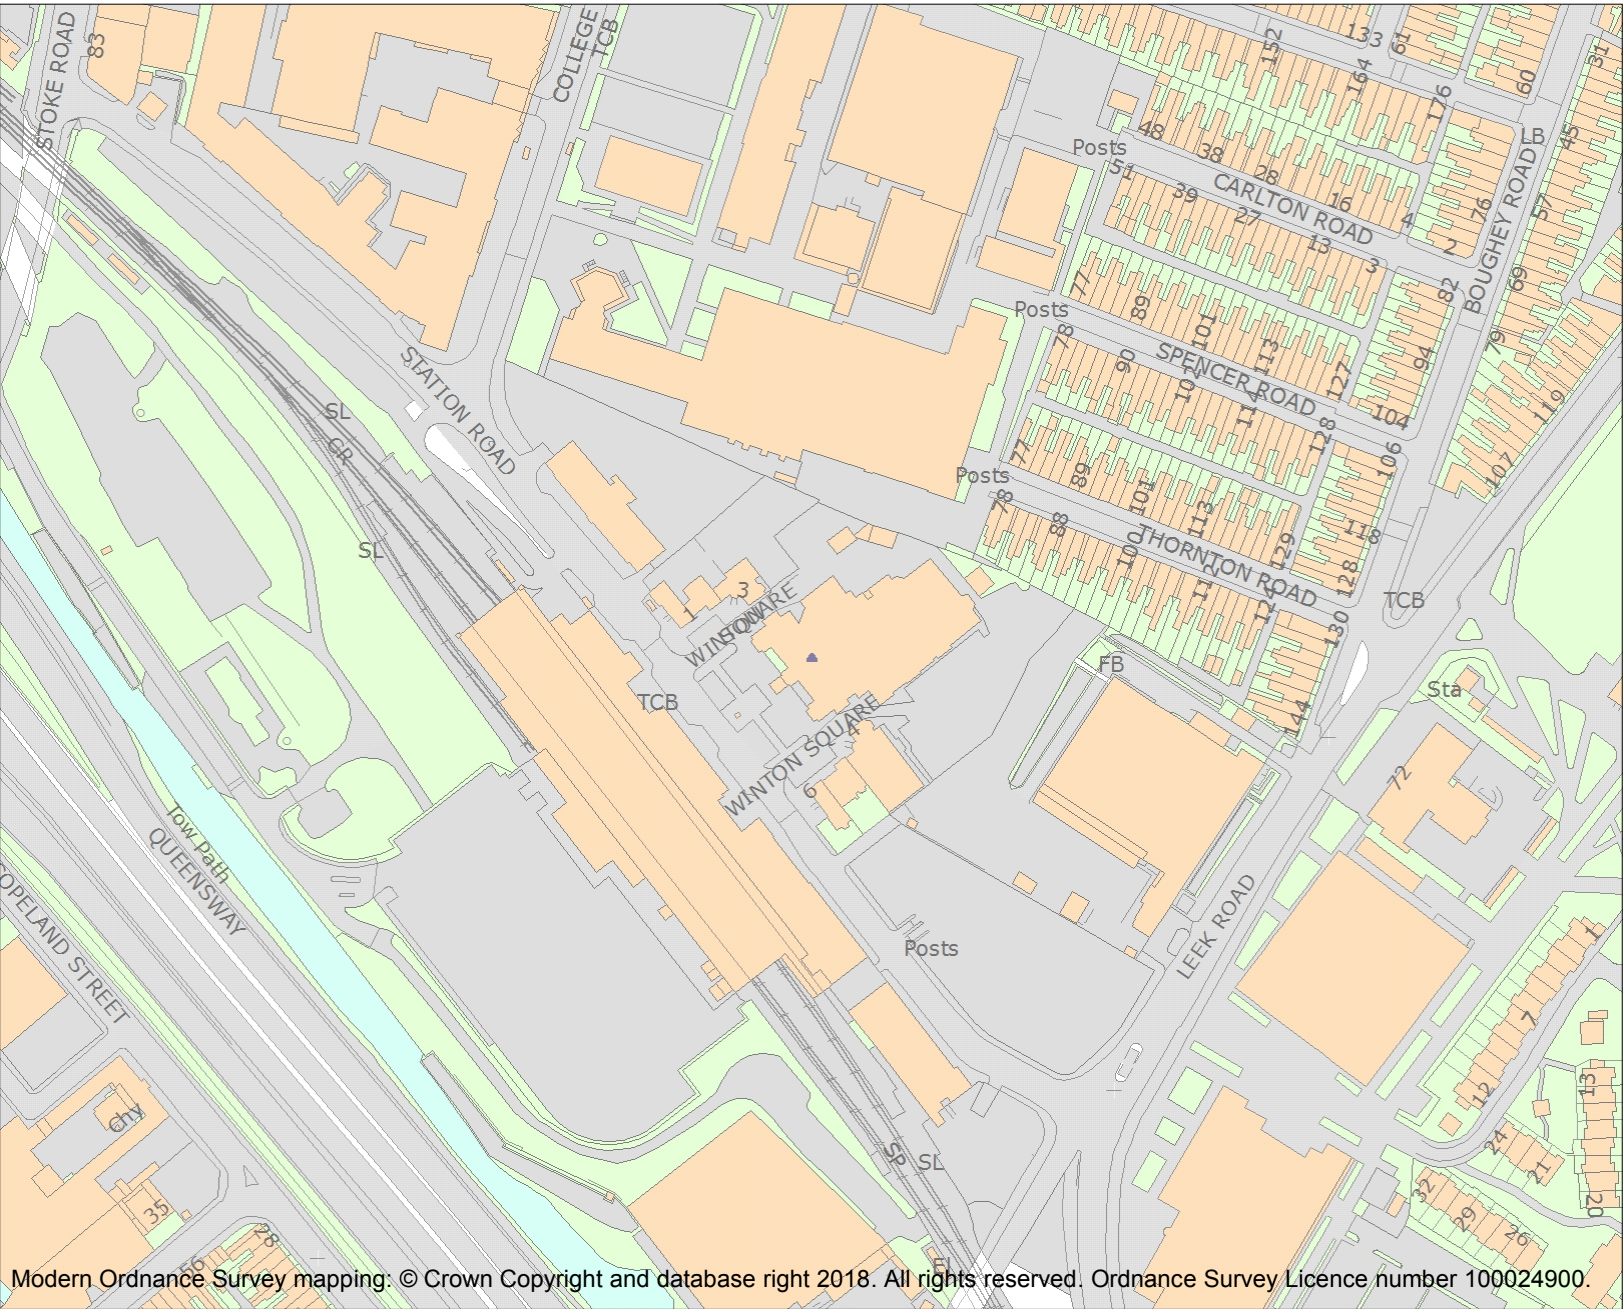 STOKE ROAD
83
COLLEGE
TCB
152
133
61
164
176
60
31
LB
45
Posts
48
38
28
16
4
51
39
27
13
3
CARLTON ROAD
76
2
57
BOUGHEY ROAD
69
82
79
94
77
89
101
113
127
Posts
78
90
102
114
128
SPENCER ROAD
104
119
107
106
118
128
STATION ROAD
SL
GR
SL
77
89
101
113
129
Posts
78
88
100
112
124
THORNTON ROAD
130
144
TCB
3
1
WINTON
SQUARE
TCB
WINTON SQUARE
4
6
FB
Sta
72
Tow Path
QUEENSWAY
COPELAND STREET
Posts
LEEK ROAD
1
7
12
13
24
21
32
29
26
20
Chy
35
28
56
SP
SL
El
Modern Ordnance Survey mapping: © Crown Copyright and database right 2018. All rights reserved. Ordnance Survey Licence number 100024900.